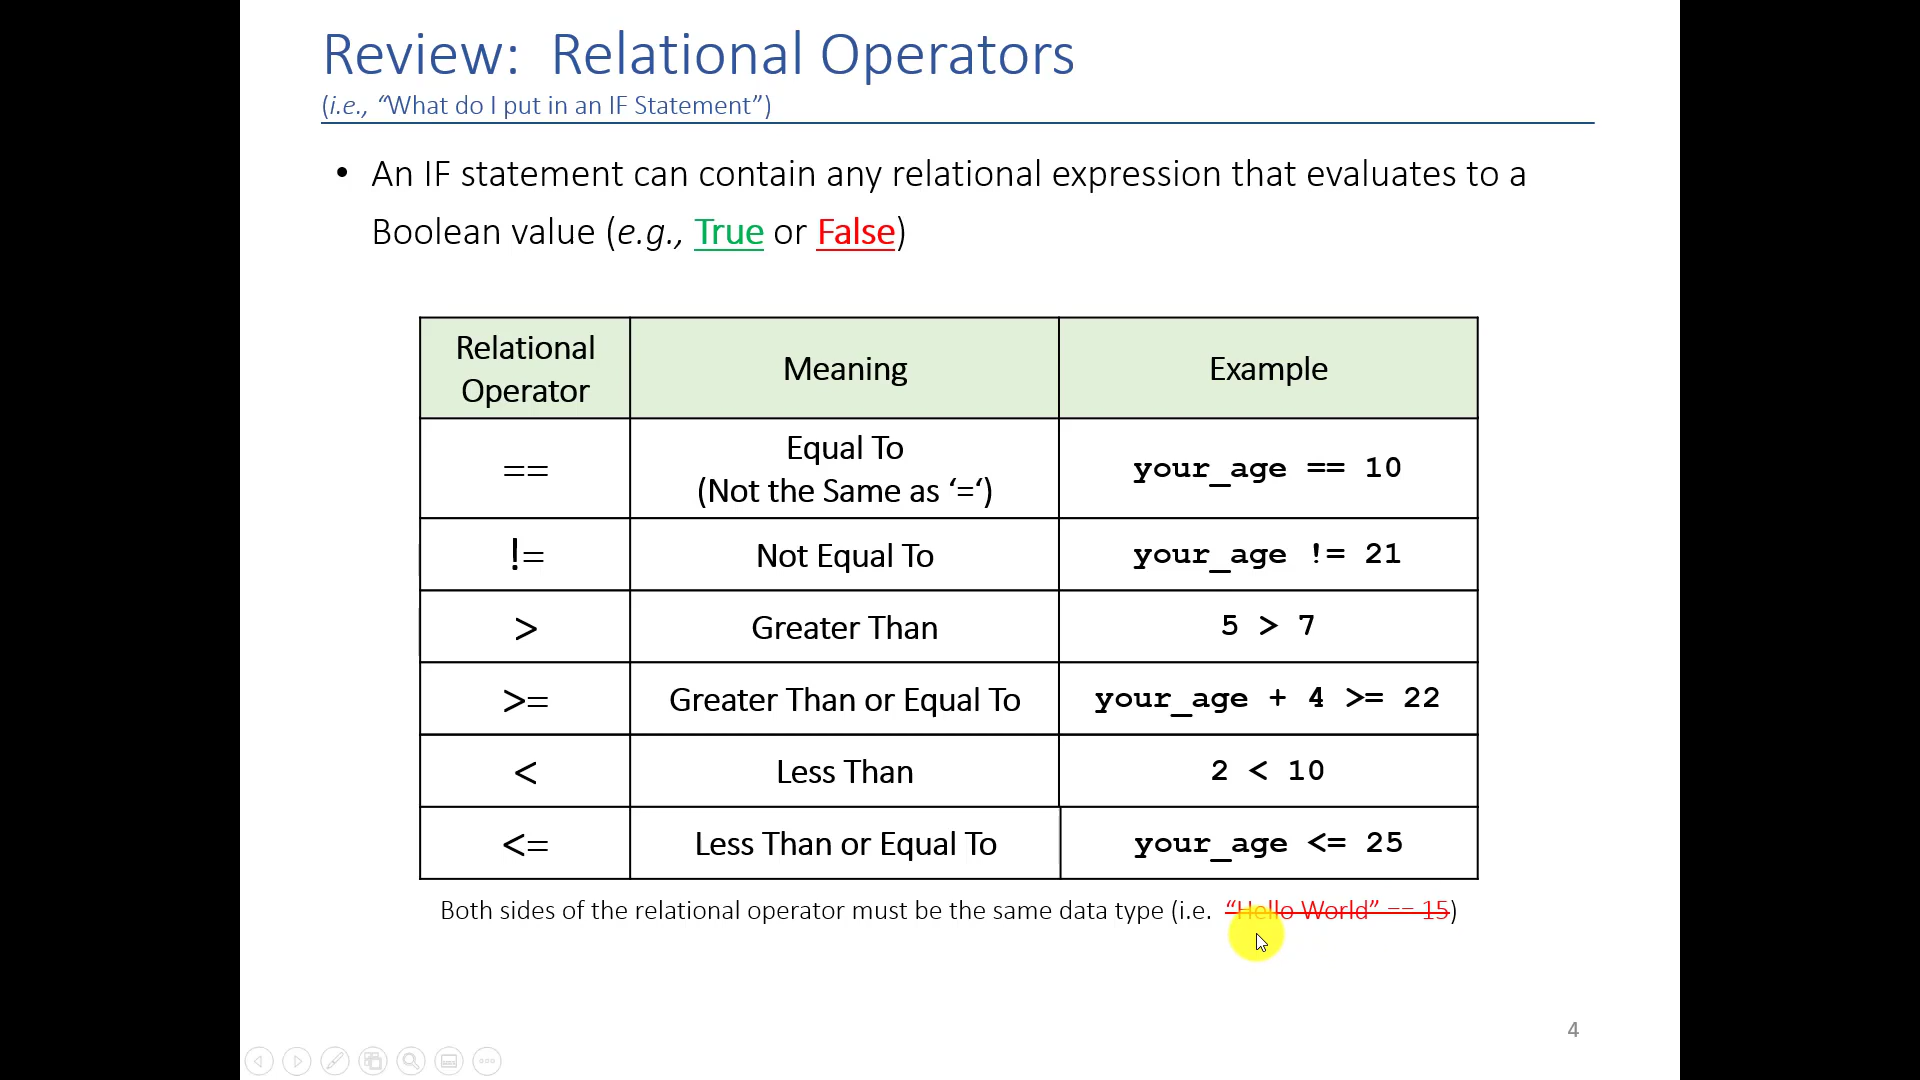 Review:  Relational Operators
(i.e., “What do I put in an IF Statement”)
• An IF statement can contain any relational expression that evaluates to a
Boolean value (e.g., True or False)
Relational
Operator
Meaning
Example
==
Equal To
(Not the Same as ‘=‘)
your_age == 10
!=
Not Equal To
your_age != 21
>
Greater Than
5 > 7
>=
Greater Than or Equal To
your_age + 4 >= 22
<
Less Than
2 < 10
<=
Less Than or Equal To
your_age <= 25
Both sides of the relational operator must be the same data type (i.e. “Hello World” == 15)
4